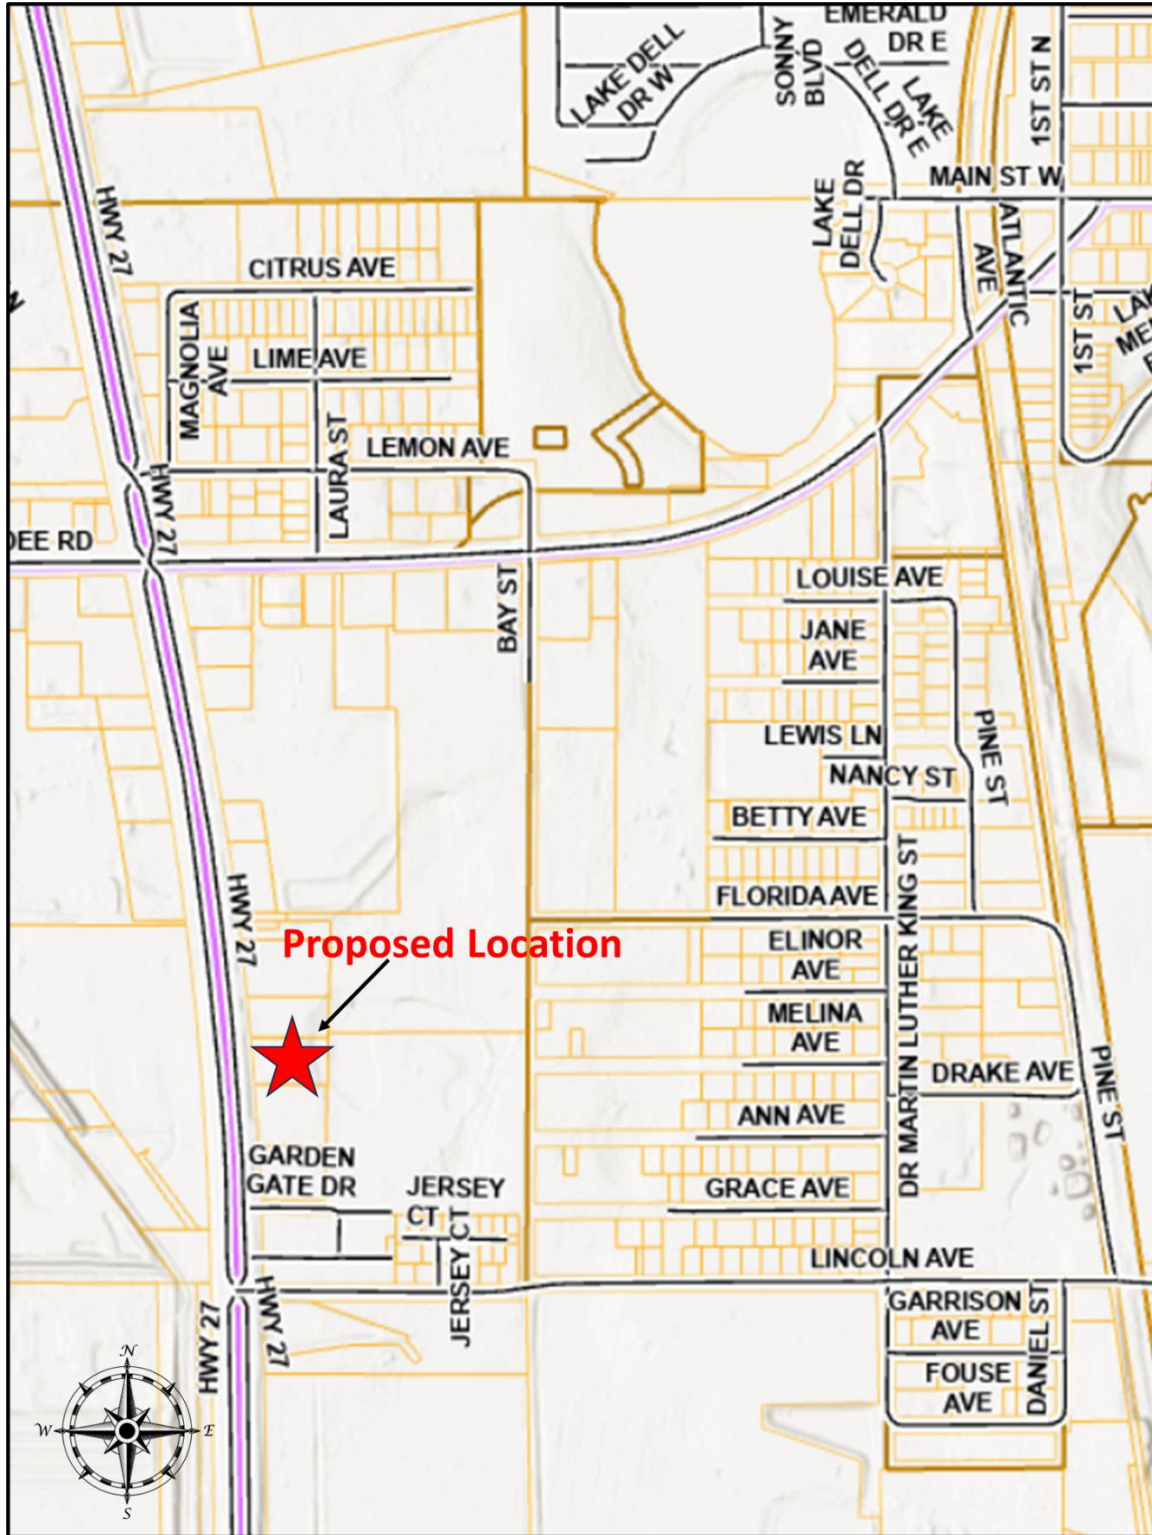 EMERALD
DR E
LAKE DELL
DR W
SONNY
BLVD
LAKE
DELL DR E
1ST ST N
MAIN ST W
LAKE
DELL DR
ATLANTIC
AVE
HWY 27
CITRUS AVE
MAGNOLIA
AVE
LIME AVE
1ST ST
LAURA ST
LEMON AVE
HWY 27
DEE RD
BAY ST
LOUISE AVE
JANE
AVE
LEWIS LN
NANCY ST
PINE ST
BETTY AVE
FLORIDA AVE
HWY 27
Proposed Location
ELINOR
AVE
DR MARTIN LUTHER KING ST
MELINA
AVE
DRAKE AVE
PINE ST
ANN AVE
GARDEN
GATE DR
JERSEY
CT
GRACE AVE
JERSEY CT
LINCOLN AVE
HWY 27
HWY 27
GARRISON
AVE
DANIEL ST
FOUSE
AVE
N
W
E
S